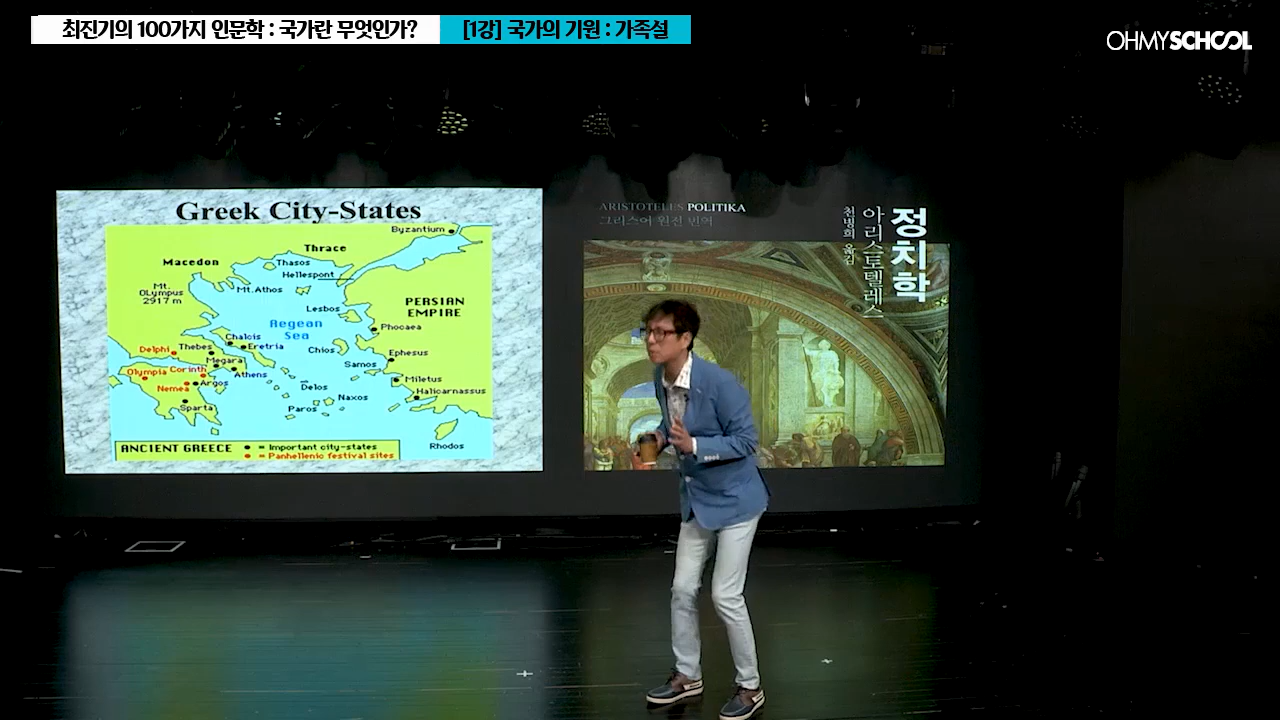 최진기의 100가지 인문학 : 국가란 무엇인가?
[1강] 국가의 기원 : 가족설
OHMYSCHOOL
Greek City-States
Byzantium
Thrace
Macedon
Thasos
Hellespont
Mt.
OLympus
2917 m
Mt.Athos
PERSIAN
EMPIRE
Lesbos
Aegean
Sea
Phocaea
Chalcis
Delphi
Thebes
Eretria
Chios
Ephesus
Megara
Samos
Olympia
Corinth
Athens
Miletus
Nemea
Argos
Delos
Halicarnassus
Naxos
Sparta
Paros
Rhodos
ANCIENT GREECE
= Important city-states
= Panhellenic festival sites
ARISTOTELES POLITIKA
그리스어 원전 번역
정치학
아리스토텔레스
천병희 옮김